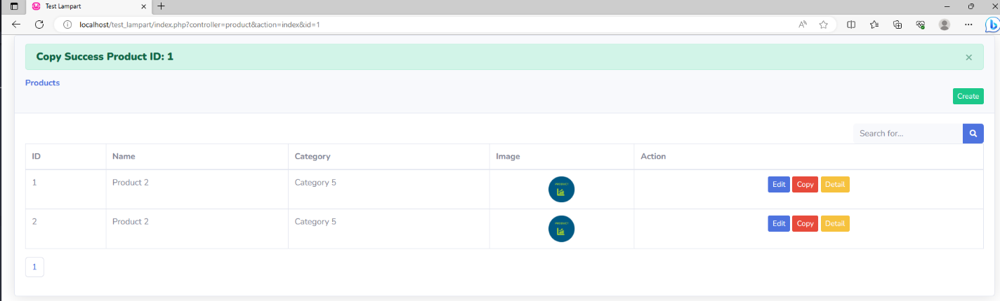 Test Lampart
localhost/test_lampart/index.php?controller=product&action=index&id=1
Copy Success Product ID: 1
Products
Create
Search for...
ID Name Category Image Action
1 Product 2 Category 5 PRODUCT Edit Copy Detail
2 Product 2 Category 5 PRODUCT Edit Copy Detail
1